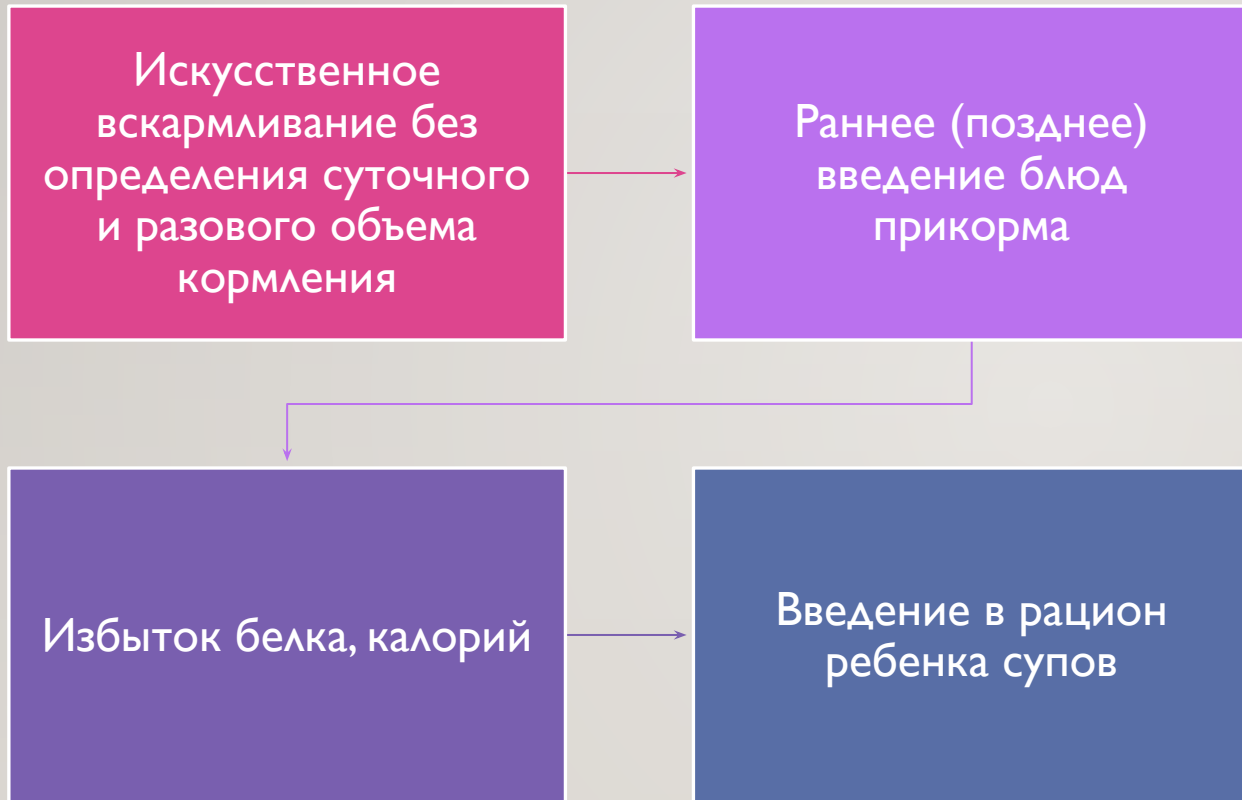 Искусственное
вскармливание без
определения суточного
и разового объема
кормления
Раннее (позднее)
введение блюд
прикорма
Избыток белка, калорий
Введение в рацион
ребенка супов